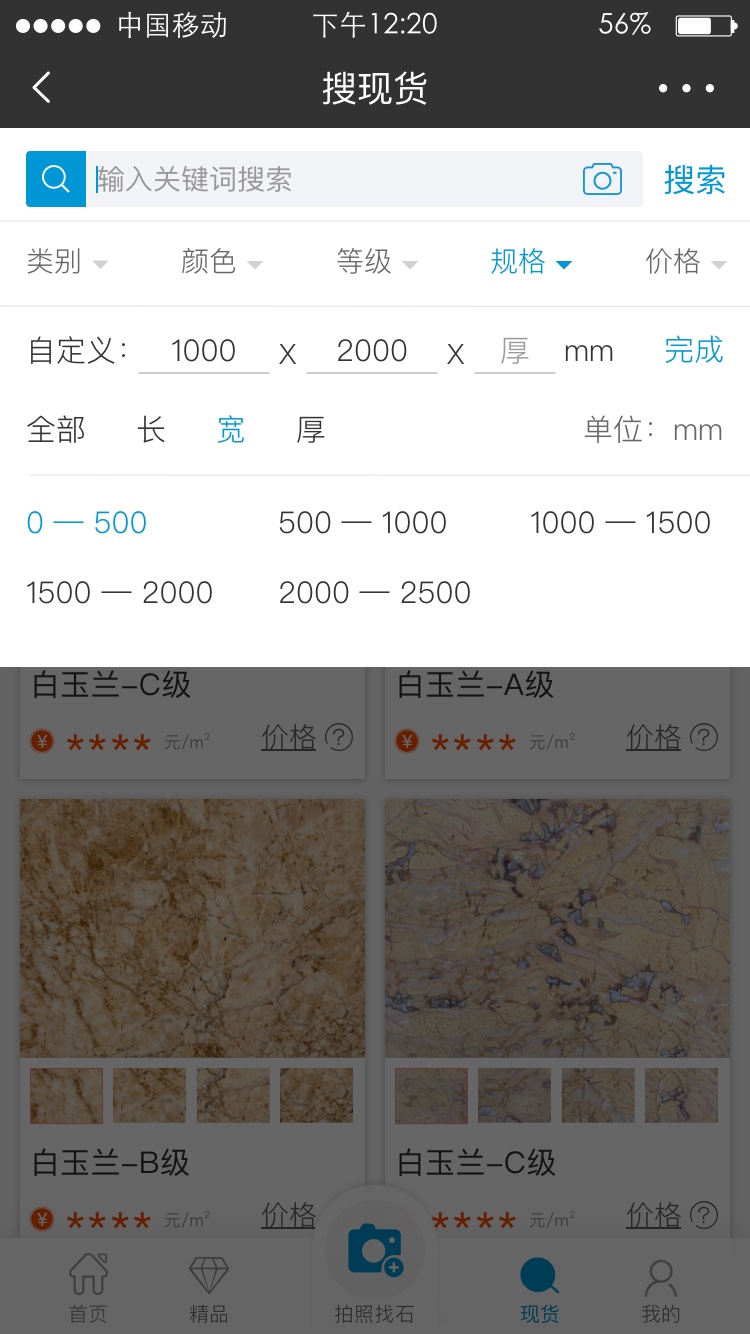 中国移动 下午12:20 56%
搜现货
输入关键词搜索 搜索
类别 颜色 等级 规格 价格
自定义: 1000 X 2000 X 厚 mm 完成
全部 长 宽 厚 单位: mm
0 — 500 500 — 1000 1000 — 1500
1500 — 2000 2000 — 2500
白玉兰-C级 白玉兰-A级
¥ **** 元/m² 价格 ? ¥ **** 元/m² 价格 ?
白玉兰-B级 白玉兰-C级
¥ **** 元/m² 价格 **** 元/m² 价格 ?
首页 精品 拍照找石 现货 我的